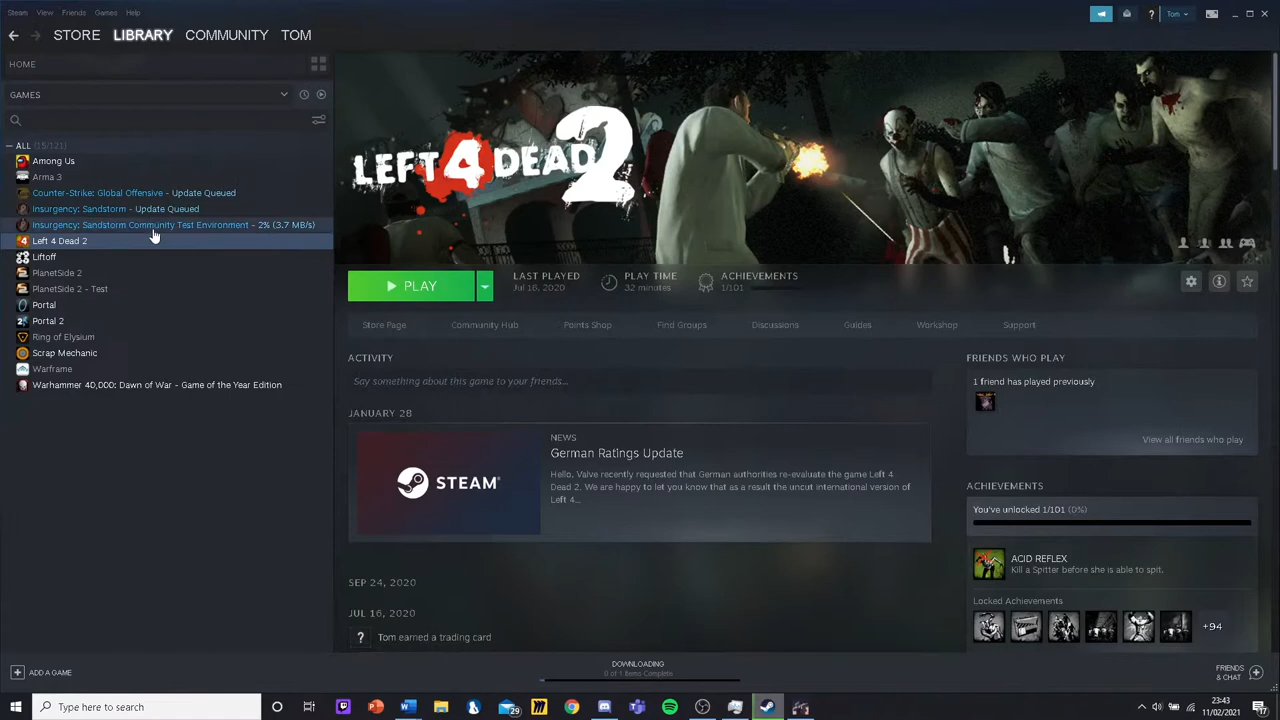 Steam View Friends Games Help
Tom
STORE LIBRARY COMMUNITY TOM
HOME
GAMES
ALL (15/121)
Among Us
Arma 3
Counter-Strike: Global Offensive - Update Queued
Insurgency: Sandstorm - Update Queued
Insurgency: Sandstorm Community Test Environment - 2% (3.7 MB/s)
Left 4 Dead 2
Liftoff
PlanetSide 2
PlanetSide 2 - Test
Portal
Portal 2
Ring of Elysium
Scrap Mechanic
Warframe
Warhammer 40,000: Dawn of War - Game of the Year Edition
ADD A GAME
LEFT 4 DEAD 2
PLAY
LAST PLAYED
Jul 16, 2020
PLAY TIME
32 minutes
ACHIEVEMENTS
1/101
Store Page Community Hub Points Shop Find Groups Discussions Guides Workshop Support
ACTIVITY
Say something about this game to your friends...
JANUARY 28
STEAM
NEWS
German Ratings Update
Hello, Valve recently requested that German authorities re-evaluate the game Left 4
Dead 2. We are happy to let you know that as a result the uncut international version of
Left 4...
SEP 24, 2020
JUL 16, 2020
? Tom earned a trading card
FRIENDS WHO PLAY
1 friend has played previously
View all friends who play
ACHIEVEMENTS
You've unlocked 1/101 (0%)
ACID REFLEX
Kill a Spitter before she is able to spit.
Locked Achievements
+94
DOWNLOADING
0 of 1 Items Complete
FRIENDS
& CHAT
Type here to search
29
23:43
11/02/2021
17